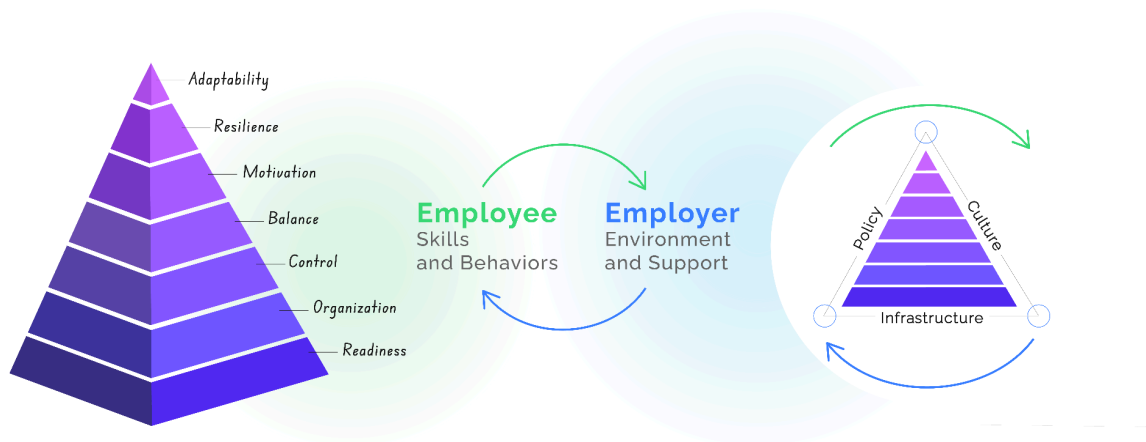 Adaptability
Resilience
Motivation
Balance
Control
Organization
Readiness
Employee
Skills
and Behaviors
Employer
Environment
and Support
Policy
Culture
Infrastructure